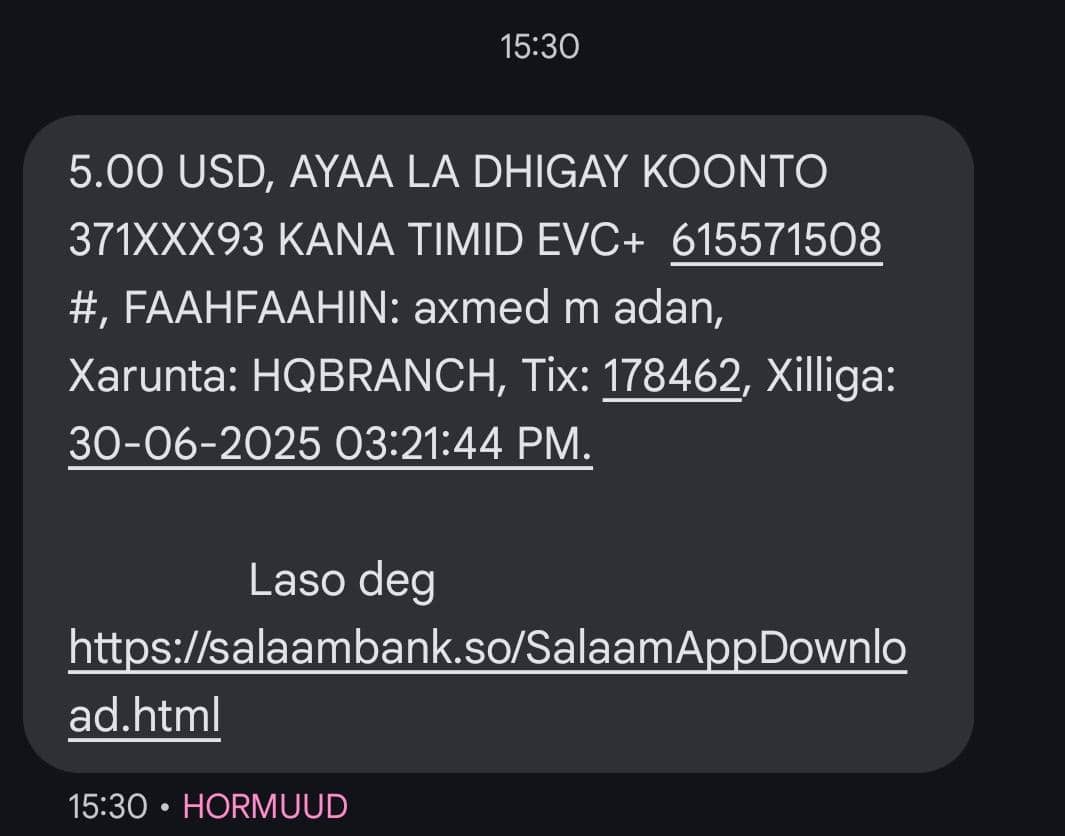 15:30
5.00 USD, AYAA LA DHIGAY KOONTO
371XXX93 KANA TIMID EVC+  615571508
#, FAAHFAAHIN: axmed m adan,
Xarunta: HQBRANCH, Tix: 178462, Xilliga:
30-06-2025 03:21:44 PM.
Laso deg
https://salaambank.so/SalaamAppDownlo
ad.html
15:30 • HORMUUD